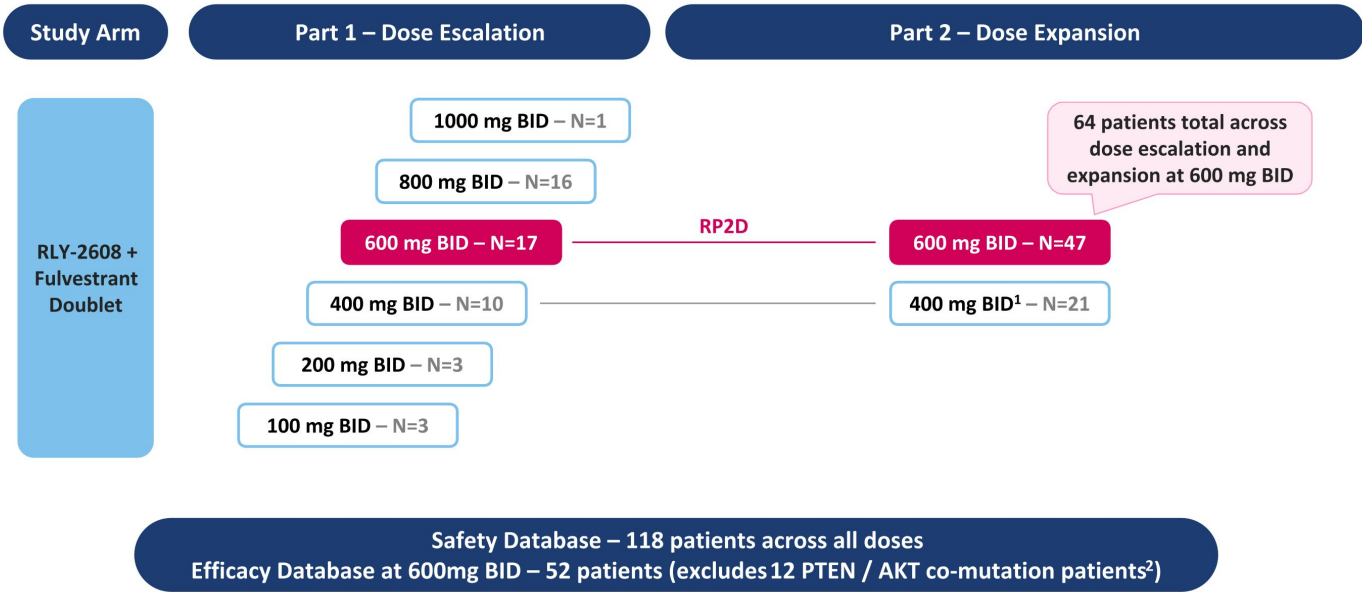 Study Arm
Part 1 – Dose Escalation
Part 2 – Dose Expansion
RLY-2608 +
Fulvestrant
Doublet
1000 mg BID – N=1
800 mg BID – N=16
600 mg BID – N=17
400 mg BID – N=10
200 mg BID – N=3
100 mg BID – N=3
RP2D
64 patients total across
dose escalation and
expansion at 600 mg BID
600 mg BID – N=47
400 mg BID¹ – N=21
Safety Database – 118 patients across all doses
Efficacy Database at 600mg BID – 52 patients (excludes 12 PTEN / AKT co-mutation patients²)